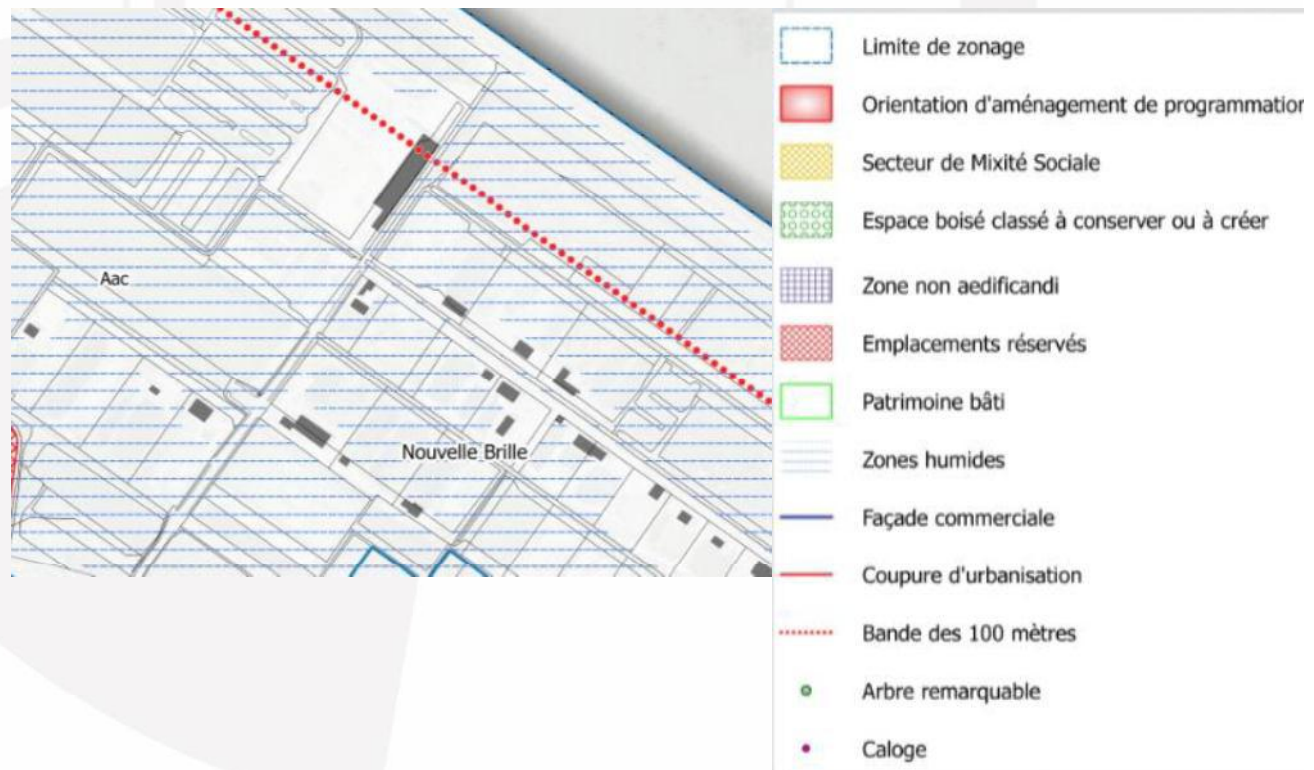 Aac
Nouvelle Brille
Limite de zonage
Orientation d'aménagement de programmation
Secteur de Mixité Sociale
Espace boisé classé à conserver ou à créer
Zone non aedificandi
Emplacements réservés
Patrimoine bâti
Zones humides
Façade commerciale
Coupure d'urbanisation
Bande des 100 mètres
Arbre remarquable
Caloge